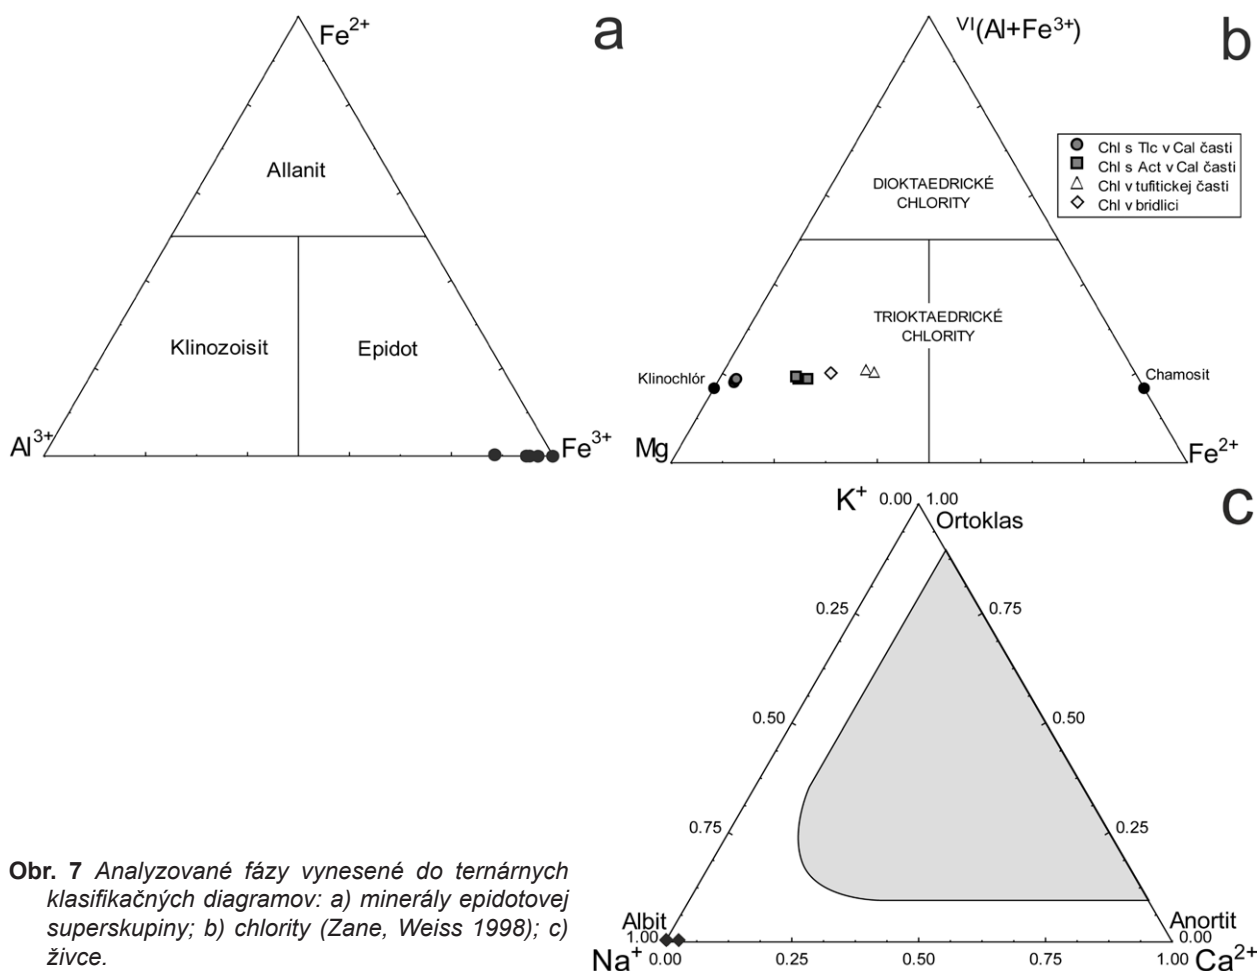 a
Fe2+
Allanit
Klinozoisit
Epidot
Al3+
Fe3+
b
VI(Al+Fe3+)
Chl s Tlc v Cal časti
Chl s Act v Cal časti
Chl v tufitickej časti
Chl v bridlici
DIOKTAEDRICKÉ
CHLORITY
TRIOKTAEDRICKÉ
CHLORITY
Klinochlór
Chamosit
Mg
Fe2+
c
K+ 0.00 1.00
Ortoklas
0.25 0.75
0.50 0.50
0.75 0.25
Albit Anortit
1.00 0.00
Na+ 0.00 0.25 0.50 0.75 1.00 Ca2+
Obr. 7 Analyzované fázy vynesené do ternárnych
klasifikačných diagramov: a) minerály epidotovej
superskupiny; b) chlority (Zane, Weiss 1998); c)
živce.